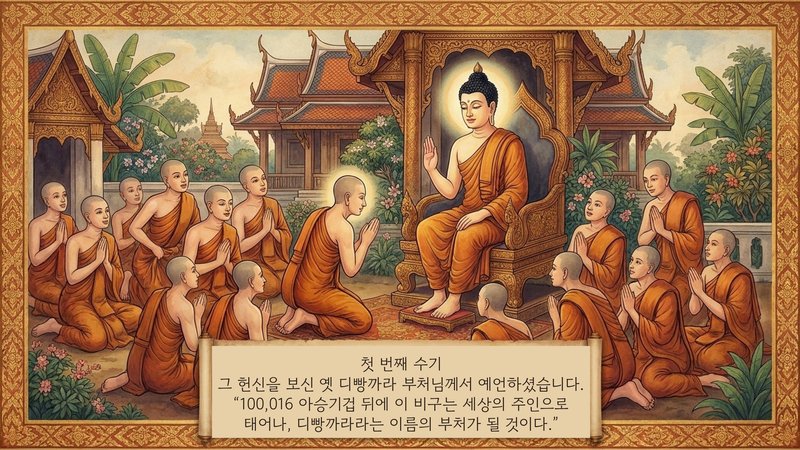 첫 번째 수기
그 헌신을 보신 옛 디빵까라 부처님께서 예언하셨습니다.
“100,016 아승기겁 뒤에 이 비구는 세상의 주인으로
태어나, 디빵까라라는 이름의 부처가 될 것이다.”